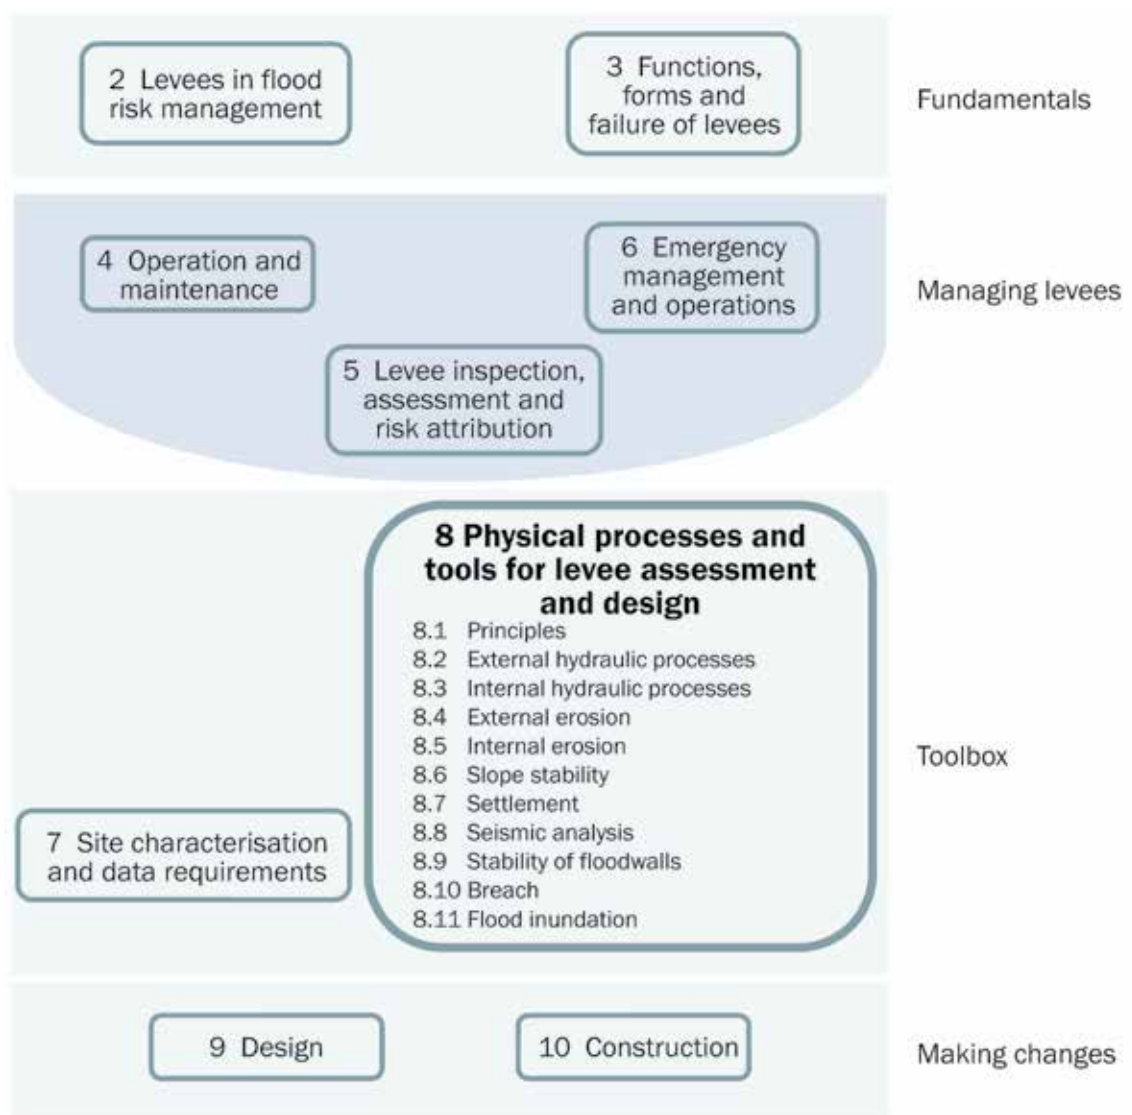 2 Levees in flood
risk management
3 Functions,
forms and
failure of levees
Fundamentals
4 Operation and
maintenance
6 Emergency
management
and operations
Managing levees
5 Levee inspection,
assessment and
risk attribution
8 Physical processes and
tools for levee assessment
and design
8.1 Principles
8.2 External hydraulic processes
8.3 Internal hydraulic processes
8.4 External erosion
8.5 Internal erosion
8.6 Slope stability
8.7 Settlement
8.8 Seismic analysis
8.9 Stability of floodwalls
8.10 Breach
8.11 Flood inundation
Toolbox
7 Site characterisation
and data requirements
9 Design
10 Construction
Making changes